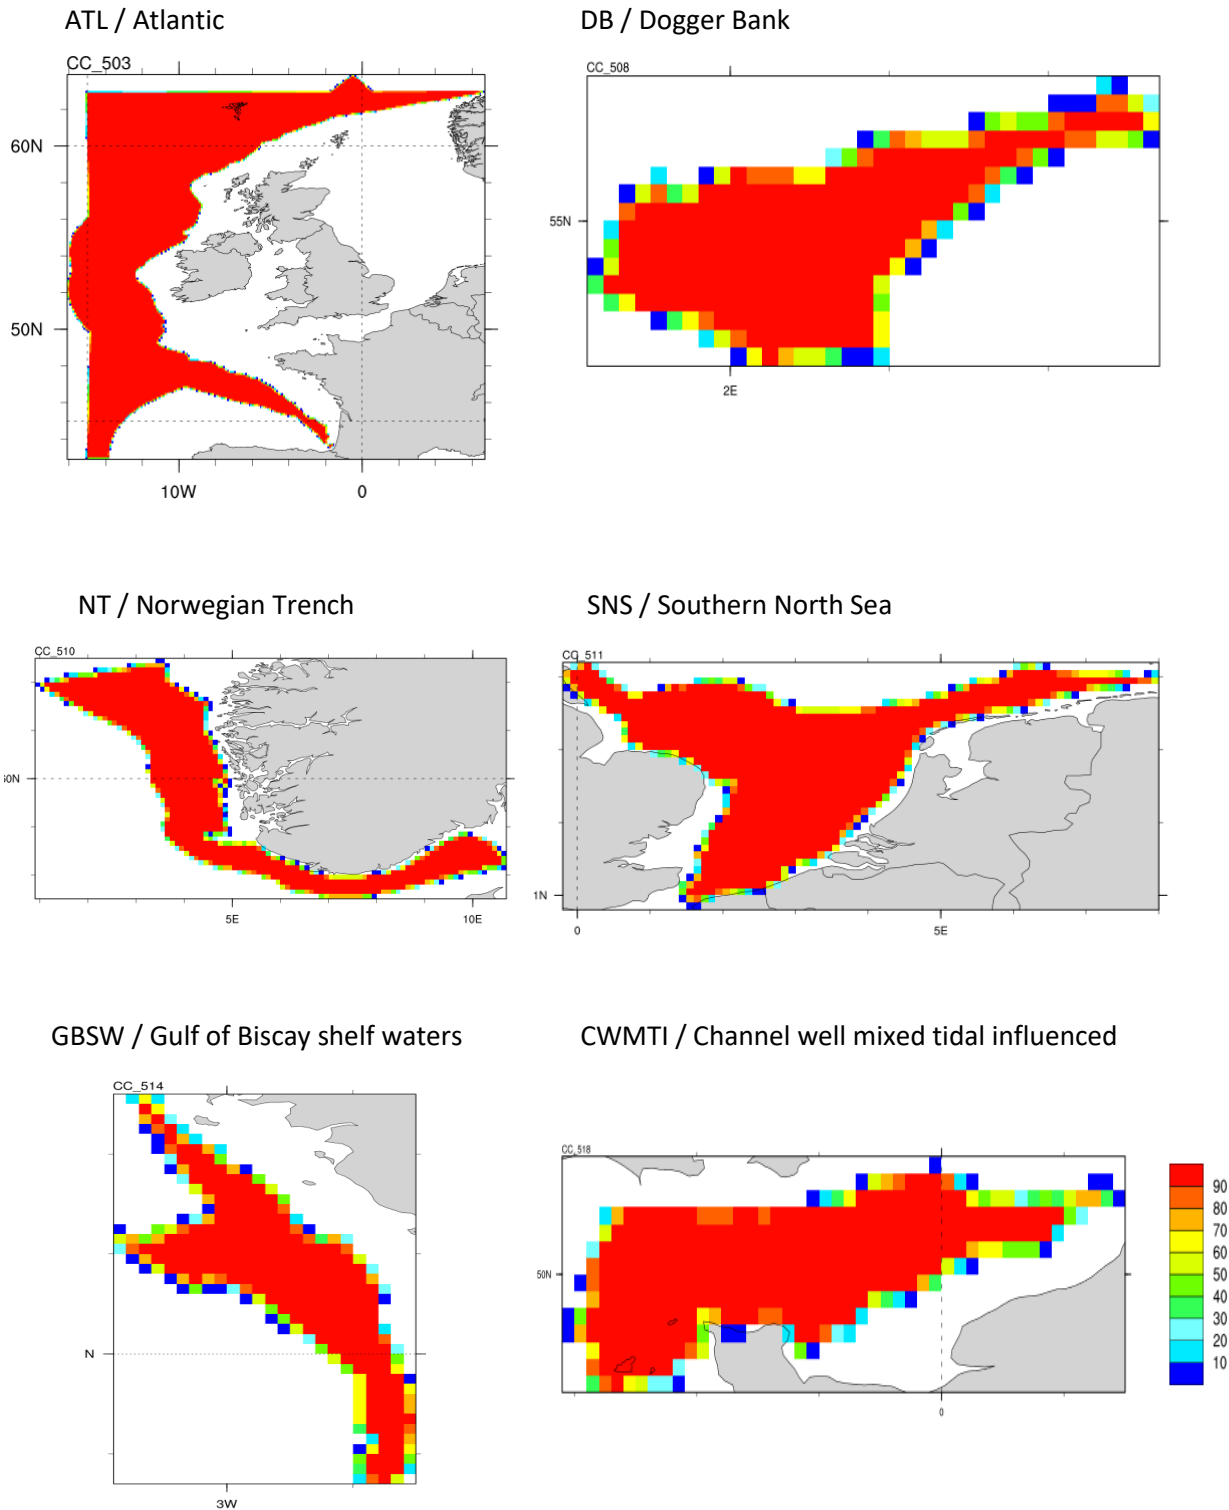 ATL / Atlantic
DB / Dogger Bank
CC_503
60N
50N
10W
0
CC_508
55N
2E
NT / Norwegian Trench
SNS / Southern North Sea
CC_510
60N
5E
10E
CC_511
1N
0
5E
GBSW / Gulf of Biscay shelf waters
CWMTI / Channel well mixed tidal influenced
CC_514
N
3W
CC_518
50N
0
90
80
70
60
50
40
30
20
10